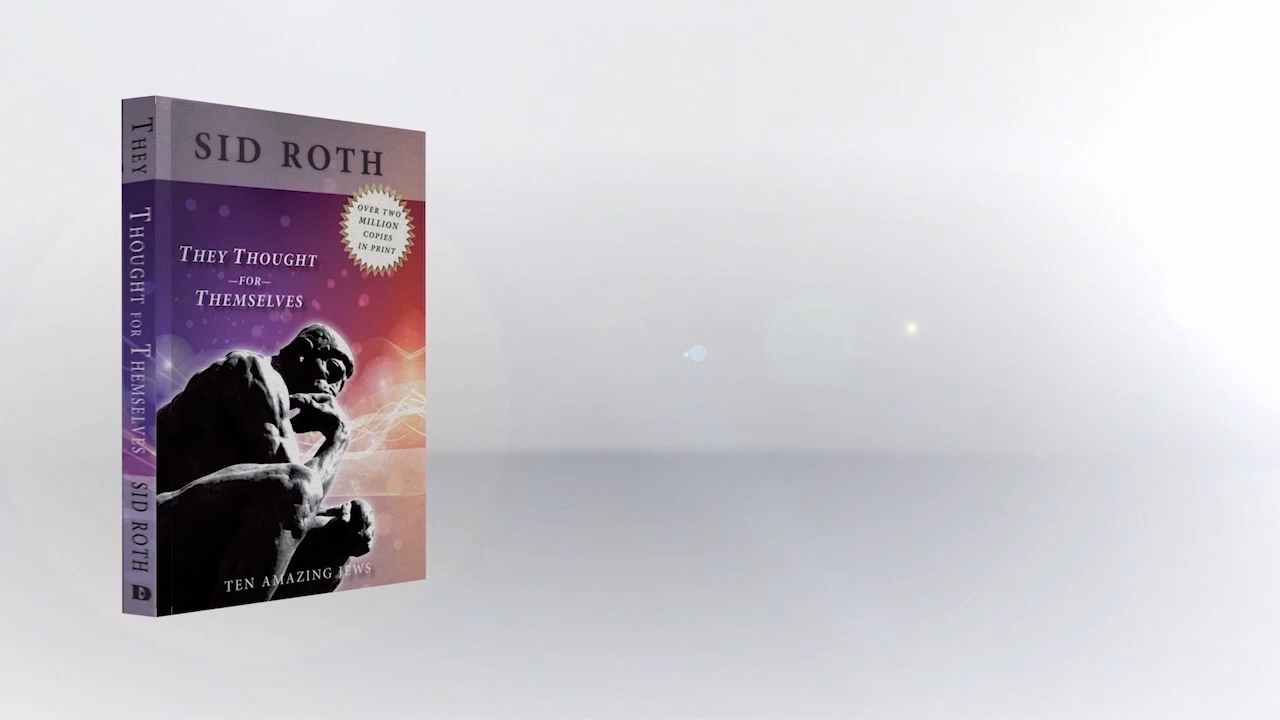 THEY THOUGHT FOR THEMSELVES SID ROTH
SID ROTH
OVER TWO
MILLION
COPIES
IN PRINT
THEY THOUGHT
—FOR—
THEMSELVES
TEN AMAZING JEWS